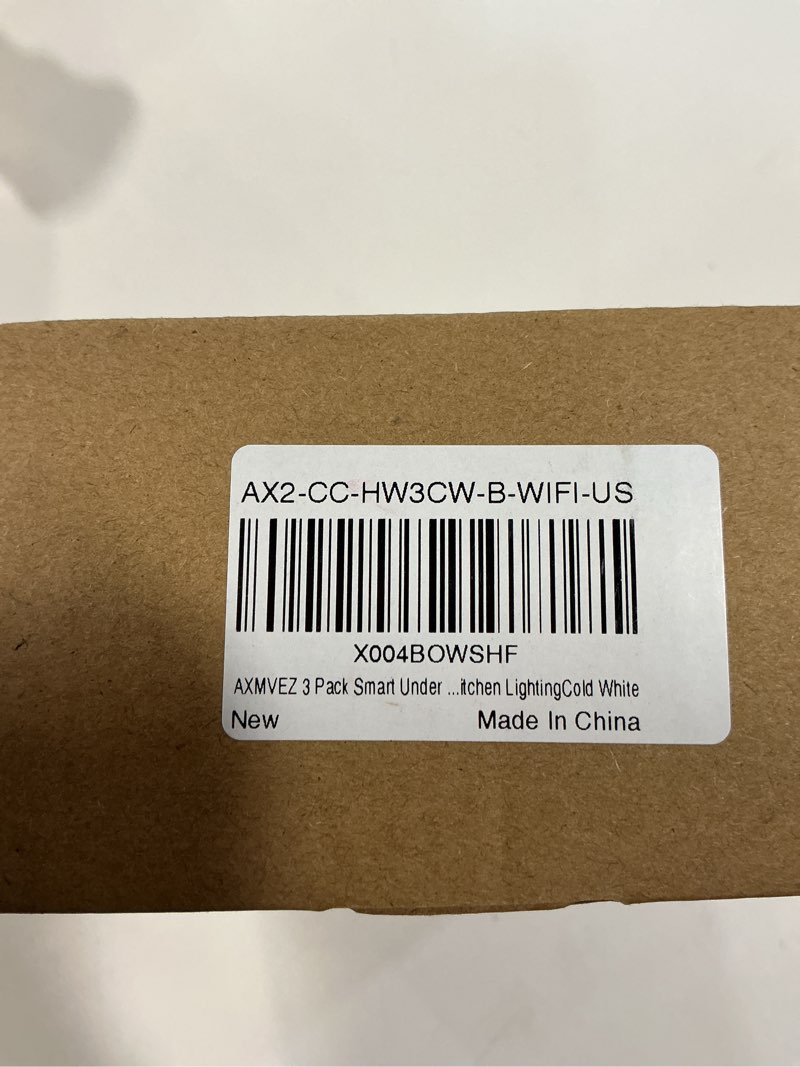 AX2-CC-HW3CW-B-WIFI-US
X004BOWSHF
AXMVEZ 3 Pack Smart Under ...itchen LightingCold White
New Made In China